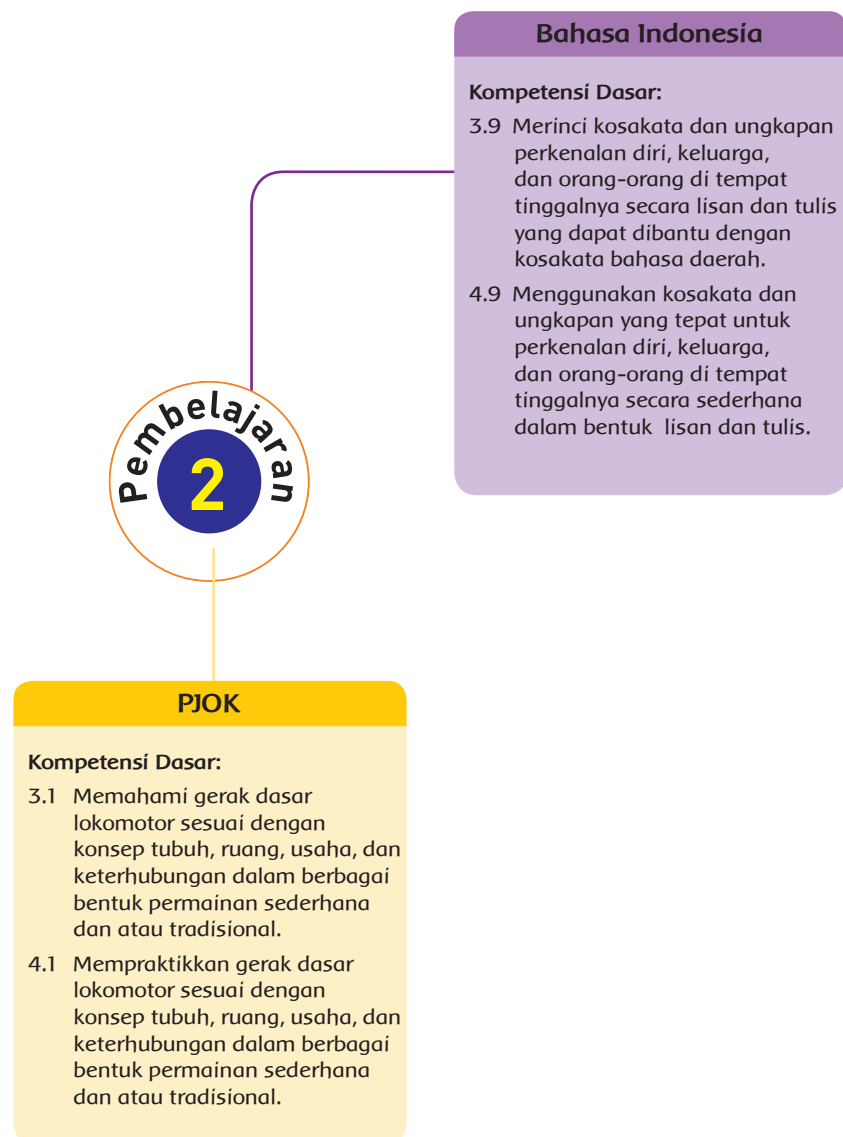 Bahasa Indonesia
Kompetensi Dasar:
3.9 Merinci kosakata dan ungkapan
perkenalan diri, keluarga,
dan orang-orang di tempat
tinggalnya secara lisan dan tulis
yang dapat dibantu dengan
kosakata bahasa daerah.
4.9 Menggunakan kosakata dan
ungkapan yang tepat untuk
perkenalan diri, keluarga,
dan orang-orang di tempat
tinggalnya secara sederhana
dalam bentuk lisan dan tulis.
Pembelajaran
2
PJOK
Kompetensi Dasar:
3.1 Memahami gerak dasar
lokomotor sesuai dengan
konsep tubuh, ruang, usaha, dan
keterhubungan dalam berbagai
bentuk permainan sederhana
dan atau tradisional.
4.1 Mempraktikkan gerak dasar
lokomotor sesuai dengan
konsep tubuh, ruang, usaha, dan
keterhubungan dalam berbagai
bentuk permainan sederhana
dan atau tradisional.